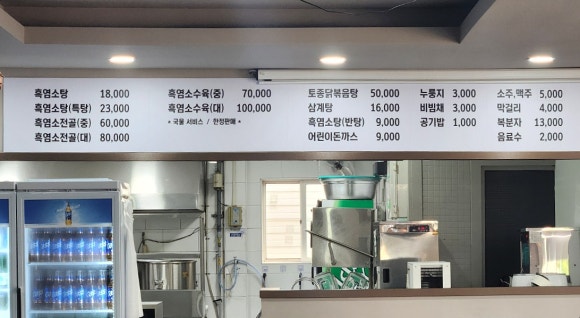 흑염소탕 18,000
흑염소탕(특탕) 23,000
흑염소전골(중) 60,000
흑염소전골(대) 80,000
흑염소수육(중) 70,000
흑염소수육(대) 100,000
* 국물 서비스 / 한정판매 *
토종닭볶음탕 50,000
삼계탕 16,000
흑염소탕(반탕) 9,000
어린이돈까스 9,000
누룽지 3,000
비빔채 3,000
공기밥 1,000
소주,맥주 5,000
막걸리 4,000
복분자 13,000
음료수 2,000